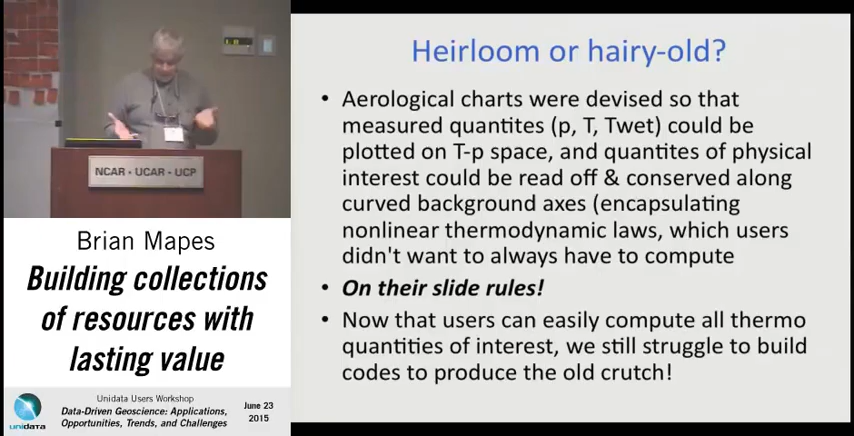 NCAR • UCAR • UCP
Brian Mapes
Building collections
of resources with
lasting value
unidata
Unidata Users Workshop
Data-Driven Geoscience: Applications,
Opportunities, Trends, and Challenges
June 23
2015
Heirloom or hairy-old?
• Aerological charts were devised so that
measured quantites (p, T, Twet) could be
plotted on T-p space, and quantites of physical
interest could be read off & conserved along
curved background axes (encapsulating
nonlinear thermodynamic laws, which users
didn't want to always have to compute
• On their slide rules!
• Now that users can easily compute all thermo
quantities of interest, we still struggle to build
codes to produce the old crutch!